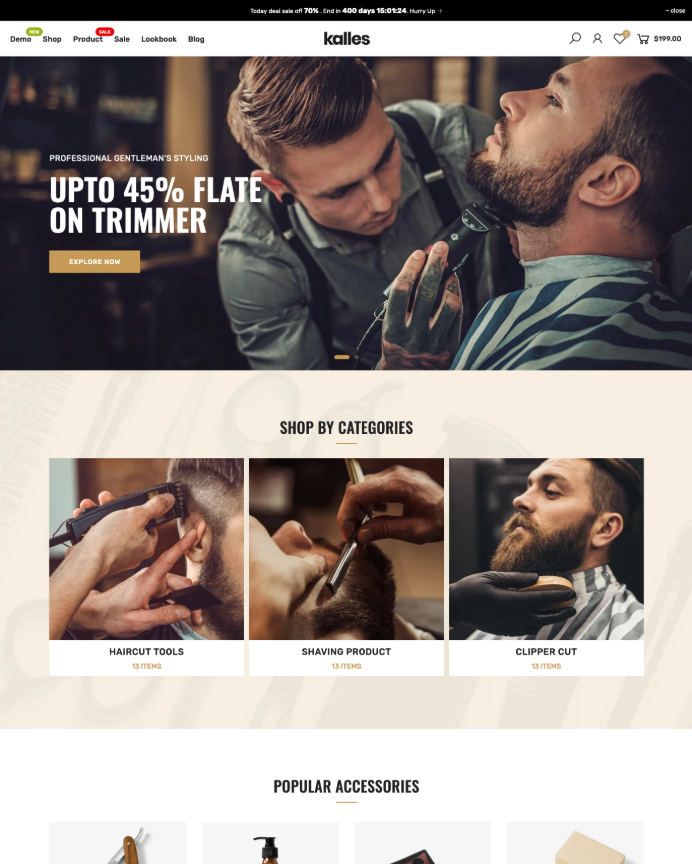 Today deal sale off 70% . End in 400 days 15:01:24. Hurry Up →
– close
NEW
SALE
Demo Shop Product Sale Lookbook Blog
kalles
0
$199.00
PROFESSIONAL GENTLEMAN'S STYLING
UPTO 45% FLATE
ON TRIMMER
EXPLORE NOW
SHOP BY CATEGORIES
HAIRCUT TOOLS
13 ITEMS
SHAVING PRODUCT
13 ITEMS
CLIPPER CUT
13 ITEMS
POPULAR ACCESSORIES